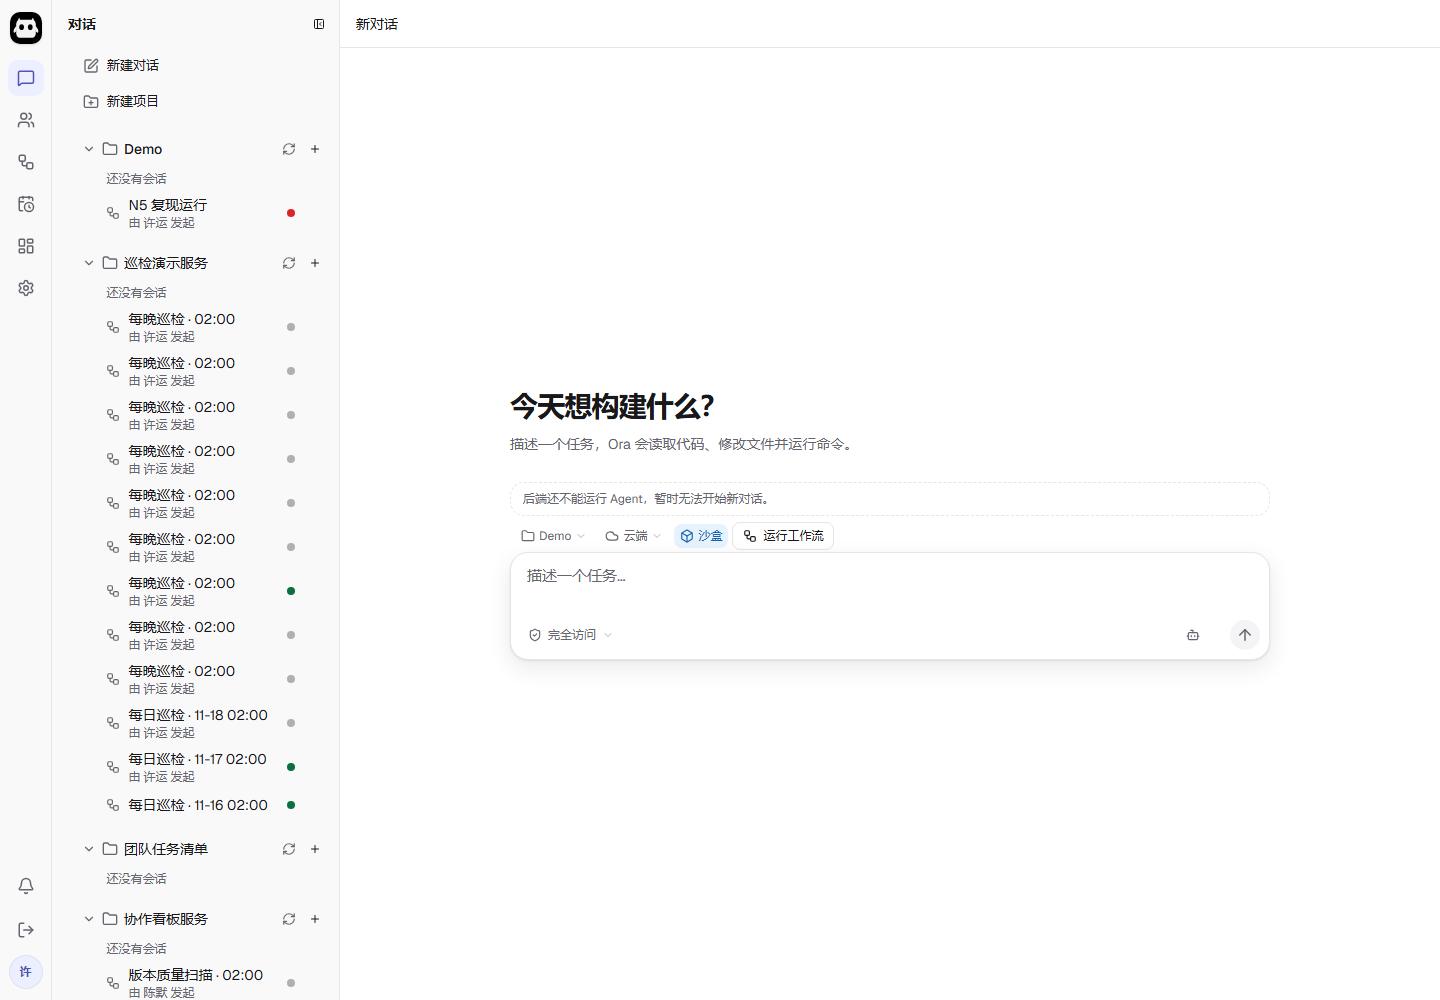 对话
新建对话
新建项目
Demo
还没有会话
N5 复现运行
由 许运 发起
巡检演示服务
还没有会话
每晚巡检 · 02:00
由 许运 发起
每晚巡检 · 02:00
由 许运 发起
每晚巡检 · 02:00
由 许运 发起
每晚巡检 · 02:00
由 许运 发起
每晚巡检 · 02:00
由 许运 发起
每晚巡检 · 02:00
由 许运 发起
每晚巡检 · 02:00
由 许运 发起
每晚巡检 · 02:00
由 许运 发起
每晚巡检 · 02:00
由 许运 发起
每日巡检 · 11-18 02:00
由 许运 发起
每日巡检 · 11-17 02:00
由 许运 发起
每日巡检 · 11-16 02:00
团队任务清单
还没有会话
协作看板服务
还没有会话
版本质量扫描 · 02:00
由 陈默 发起
许
新对话
今天想构建什么？
描述一个任务，Ora 会读取代码、修改文件并运行命令。
后端还不能运行 Agent，暂时无法开始新对话。
Demo 云端 沙盒 运行工作流
描述一个任务…
完全访问